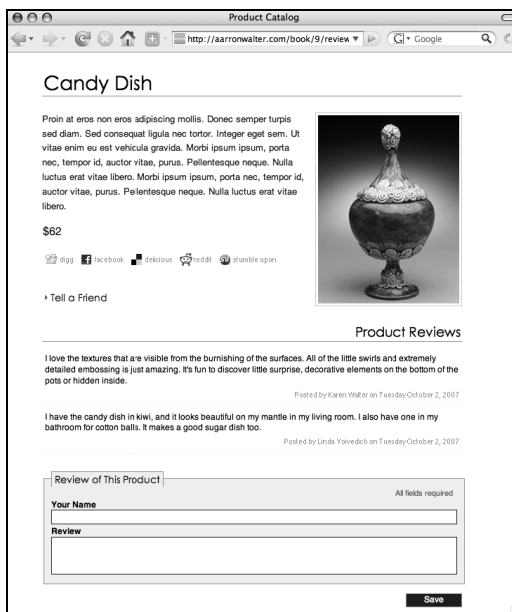 Product Catalog
http://aarronwalter.com/book/9/review
G Google
Candy Dish
Proin at eros non eros adipiscing mollis. Donec semper turpis
sed diam. Sed consequat ligula nec tortor. Integer eget sem. Ut
vitae enim eu est vehicula gravida. Morbi ipsum ipsum, porta
nec, tempor id, auctor vitae, purus. Pellentesque neque. Nulla
luctus erat vitae libero. Morbi ipsum ipsum, porta nec, tempor id,
auctor vitae, purus. Pelentesque neque. Nulla luctus erat vitae
libero.
$62
digg facebook delicious reddit stumble upon
Tell a Friend
Product Reviews
I love the textures that are visible from the burnishing of the surfaces. All of the little swirls and extremely
detailed embossing is just amazing. It's fun to discover little surprise, decorative elements on the bottom of the
pots or hidden inside.
Posted by Karen Walter on Tuesday October 2, 2007
I have the candy dish in kiwi, and it looks beautiful on my mantle in my living room. I also have one in my
bathroom for cotton balls. It makes a good sugar dish too.
Posted by Linda Yoivedich on Tuesday October 2, 2007
Review of This Product
All fields required
Your Name
Review
Save